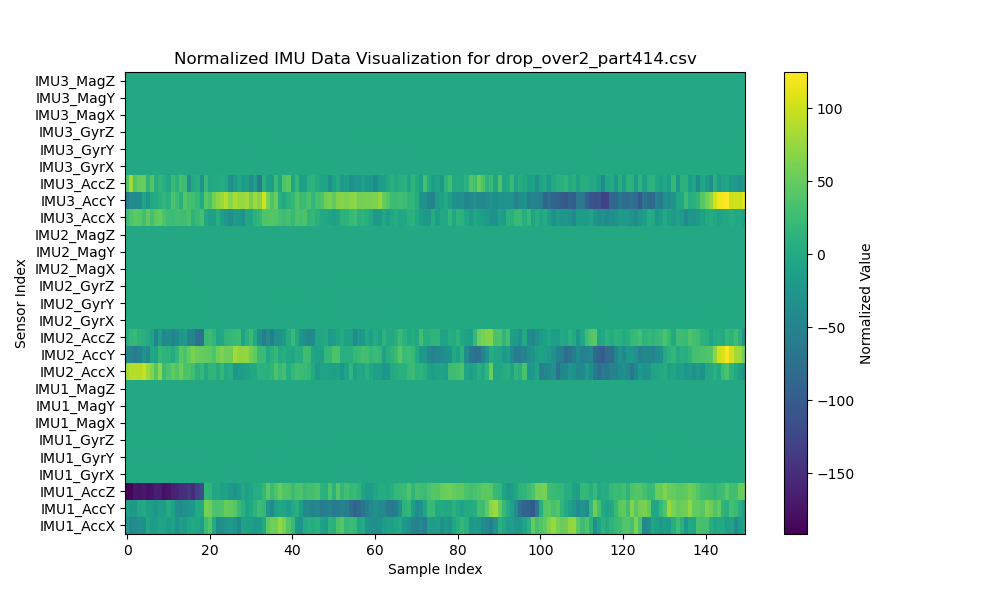 Normalized IMU Data Visualization for drop_over2_part414.csv
Sensor Index
IMU3_MagZ
IMU3_MagY
IMU3_MagX
IMU3_GyrZ
IMU3_GyrY
IMU3_GyrX
IMU3_AccZ
IMU3_AccY
IMU3_AccX
IMU2_MagZ
IMU2_MagY
IMU2_MagX
IMU2_GyrZ
IMU2_GyrY
IMU2_GyrX
IMU2_AccZ
IMU2_AccY
IMU2_AccX
IMU1_MagZ
IMU1_MagY
IMU1_MagX
IMU1_GyrZ
IMU1_GyrY
IMU1_GyrX
IMU1_AccZ
IMU1_AccY
IMU1_AccX
0 20 40 60 80 100 120 140
Sample Index
100
50
0
−50
−100
−150
Normalized Value